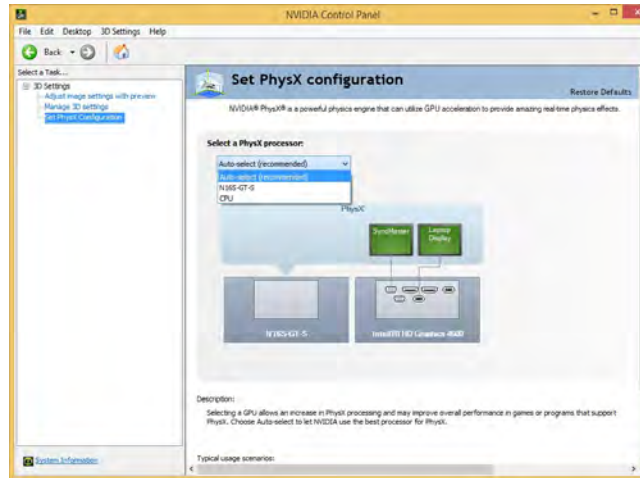 NVIDIA Control Panel
File Edit Desktop 3D Settings Help
Back
Select a Task...
3D Settings
Adjust image settings with preview
Manage 3D settings
Set PhysX Configuration
Set PhysX configuration
Restore Defaults
NVIDIA® PhysX® is a powerful physics engine that can utilize GPU acceleration to provide amazing real-time physics effects.
Select a PhysX processor:
Auto-select (recommended)
Auto-select (recommended)
N16S-GT-S
CPU
PhysX
SyncMaster
Laptop
Display
N16S-GT-S
Intel(R) HD Graphics 4600
Description:
Selecting a GPU allows an increase in PhysX processing and may improve overall performance in games or programs that support
PhysX. Choose Auto-select to let NVIDIA use the best processor for PhysX.
System Information
Typical usage scenarios: